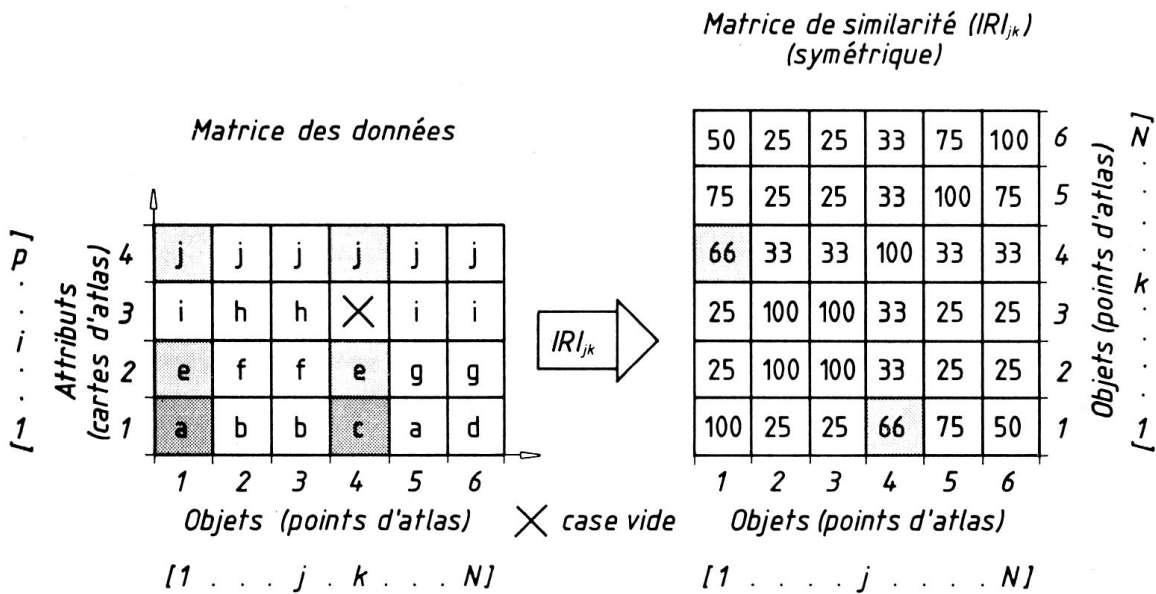 Matrice de similarité (IRIjk)
(symétrique)
Matrice des données
p . . i . . . 1
Attributs
(cartes d'atlas)
4 j j j j j j
3 i h h X i i
2 e f f e g g
1 a b b c a d
1 2 3 4 5 6
Objets (points d'atlas)
X case vide
[1 . . . j . k . . . N]
IRIjk
50 25 25 33 75 100 6
75 25 25 33 100 75 5
66 33 33 100 33 33 4
25 100 100 33 25 25 3
25 100 100 33 25 25 2
100 25 25 66 75 50 1
Objets (points d'atlas)
[1 . . . k . . . . N]
1 2 3 4 5 6
Objets (points d'atlas)
[1 . . . . j . . . . N]